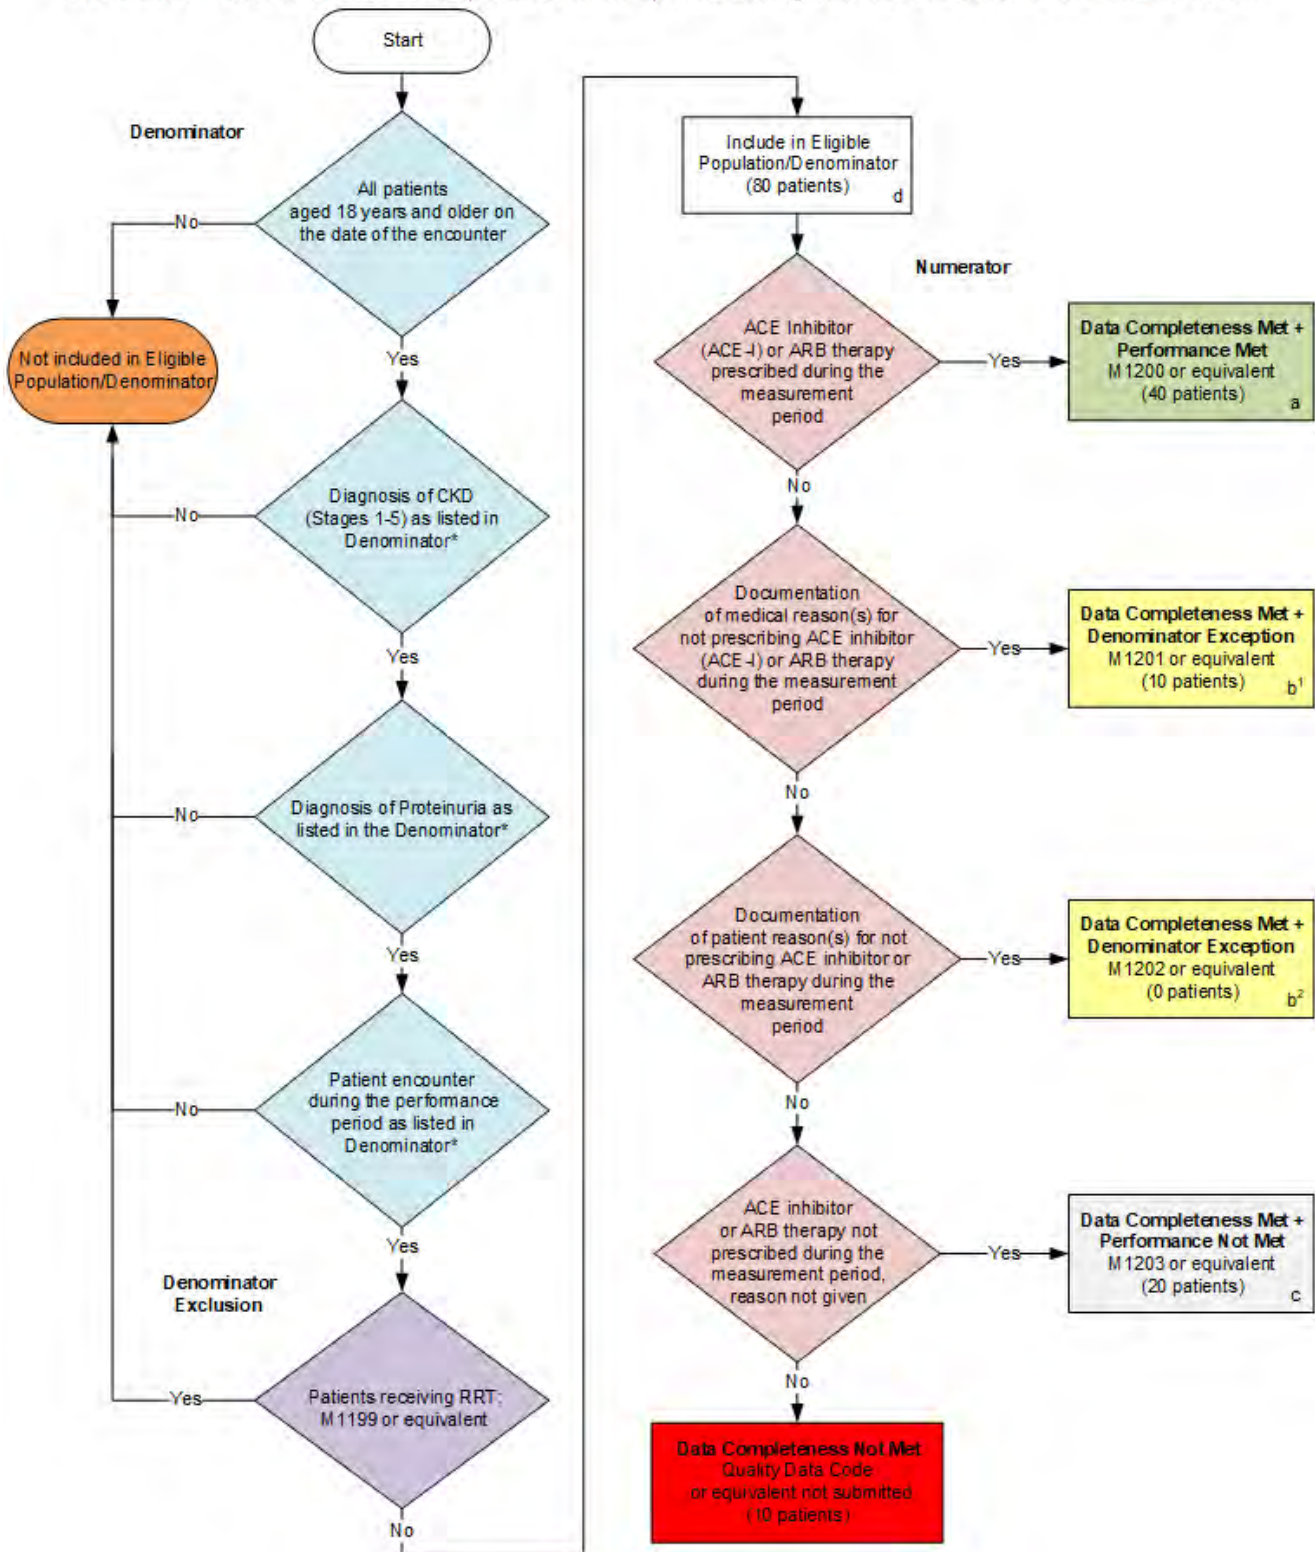 Start
Denominator
All patients
aged 18 years and older on
the date of the encounter
No
Not included in Eligible
Population/Denominator
Yes
Diagnosis of CKD
(Stages 1-5) as listed in
Denominator*
No
Yes
Diagnosis of Proteinuria as
listed in the Denominator*
No
Yes
Patient encounter
during the performance
period as listed in
Denominator*
No
Yes
Denominator
Exclusion
Patients receiving RRT:
M1199 or equivalent
Yes
No
Include in Eligible
Population/Denominator
(80 patients)
d
Numerator
ACE Inhibitor
(ACE-I) or ARB therapy
prescribed during the
measurement
period
Yes
Data Completeness Met +
Performance Met
M1200 or equivalent
(40 patients)
a
No
Documentation
of medical reason(s) for
not prescribing ACE inhibitor
(ACE-I) or ARB therapy
during the measurement
period
Yes
Data Completeness Met +
Denominator Exception
M1201 or equivalent
(10 patients)
b¹
No
Documentation
of patient reason(s) for not
prescribing ACE inhibitor or
ARB therapy during the
measurement
period
Yes
Data Completeness Met +
Denominator Exception
M1202 or equivalent
(0 patients)
b²
No
ACE inhibitor
or ARB therapy not
prescribed during the
measurement period,
reason not given
Yes
Data Completeness Met +
Performance Not Met
M1203 or equivalent
(20 patients)
c
No
Data Completeness Not Met
Quality Data Code
or equivalent not submitted
(10 patients)